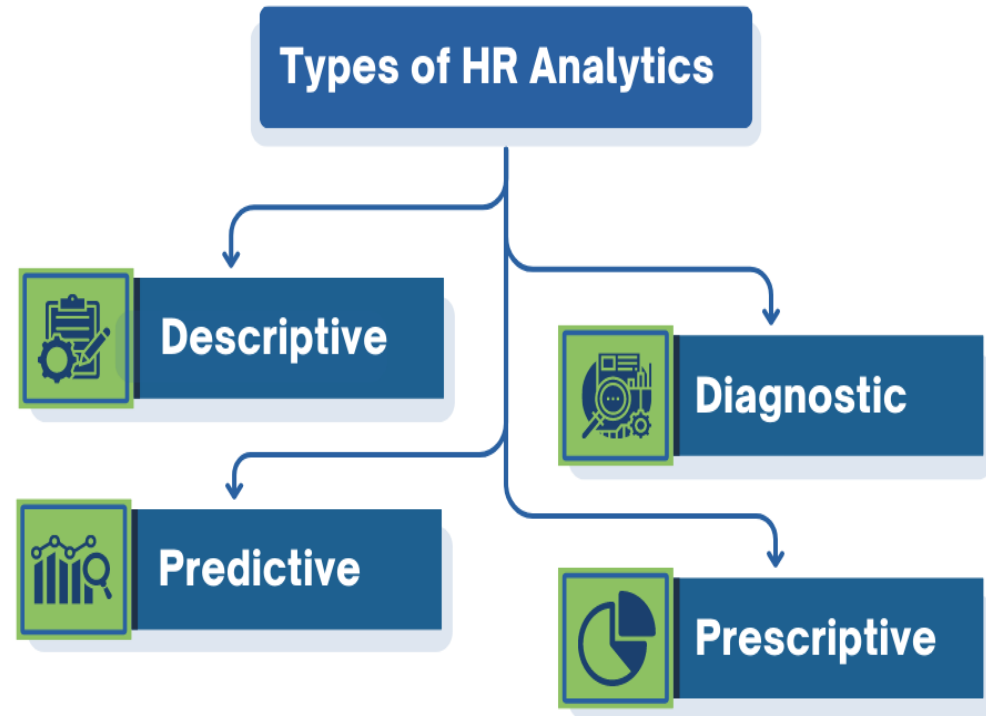 Types of HR Analytics
Descriptive
Diagnostic
Predictive
Prescriptive